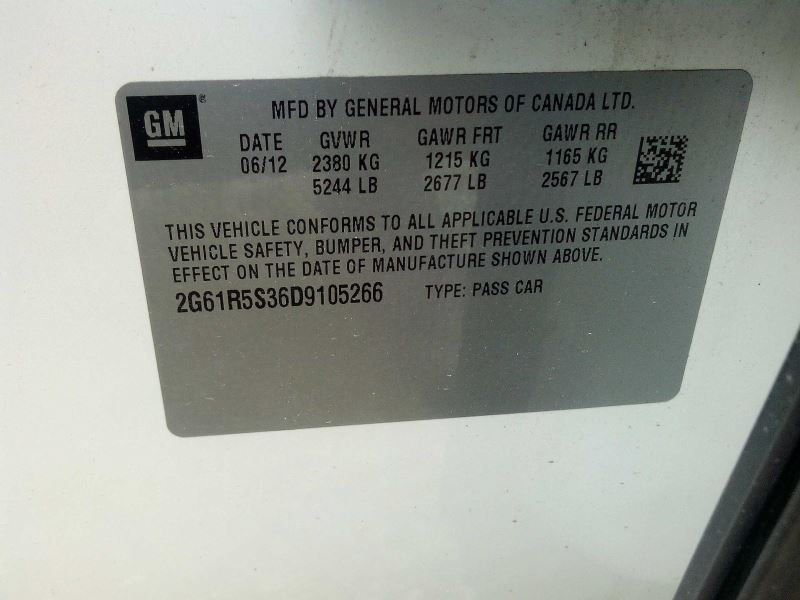 GM®
MFD BY GENERAL MOTORS OF CANADA LTD.
DATE GVWR GAWR FRT GAWR RR
06/12 2380 KG 1215 KG 1165 KG
5244 LB 2677 LB 2567 LB
THIS VEHICLE CONFORMS TO ALL APPLICABLE U.S. FEDERAL MOTOR
VEHICLE SAFETY, BUMPER, AND THEFT PREVENTION STANDARDS IN
EFFECT ON THE DATE OF MANUFACTURE SHOWN ABOVE.
2G61R5S36D9105266 TYPE: PASS CAR